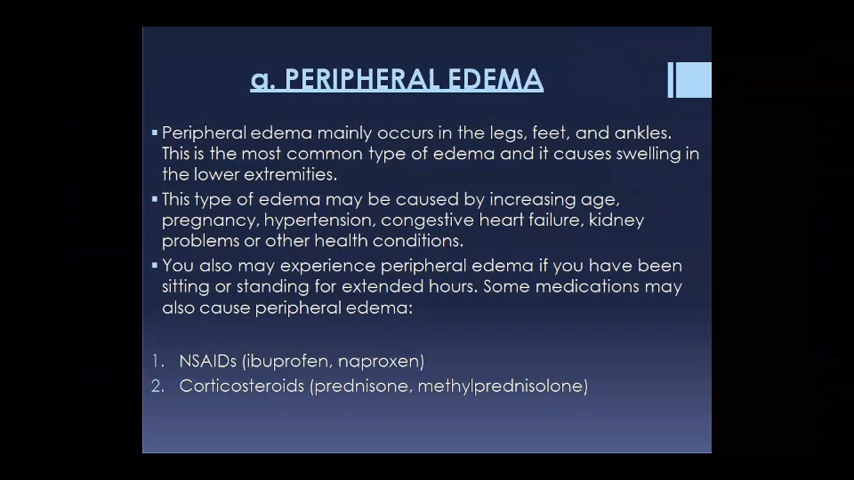 a. PERIPHERAL EDEMA
▪ Peripheral edema mainly occurs in the legs, feet, and ankles.
This is the most common type of edema and it causes swelling in
the lower extremities.
▪ This type of edema may be caused by increasing age,
pregnancy, hypertension, congestive heart failure, kidney
problems or other health conditions.
▪ You also may experience peripheral edema if you have been
sitting or standing for extended hours. Some medications may
also cause peripheral edema:
1. NSAIDs (ibuprofen, naproxen)
2. Corticosteroids (prednisone, methylprednisolone)